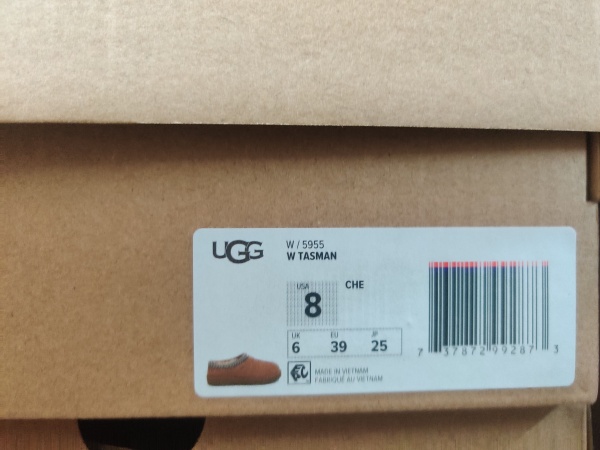 UGG
W / 5955
W TASMAN
USA
8
CHE
UK EU JP
6 39 25
MADE IN VIETNAM
FABRIQUÉ AU VIETNAM
7 37872 99287 3